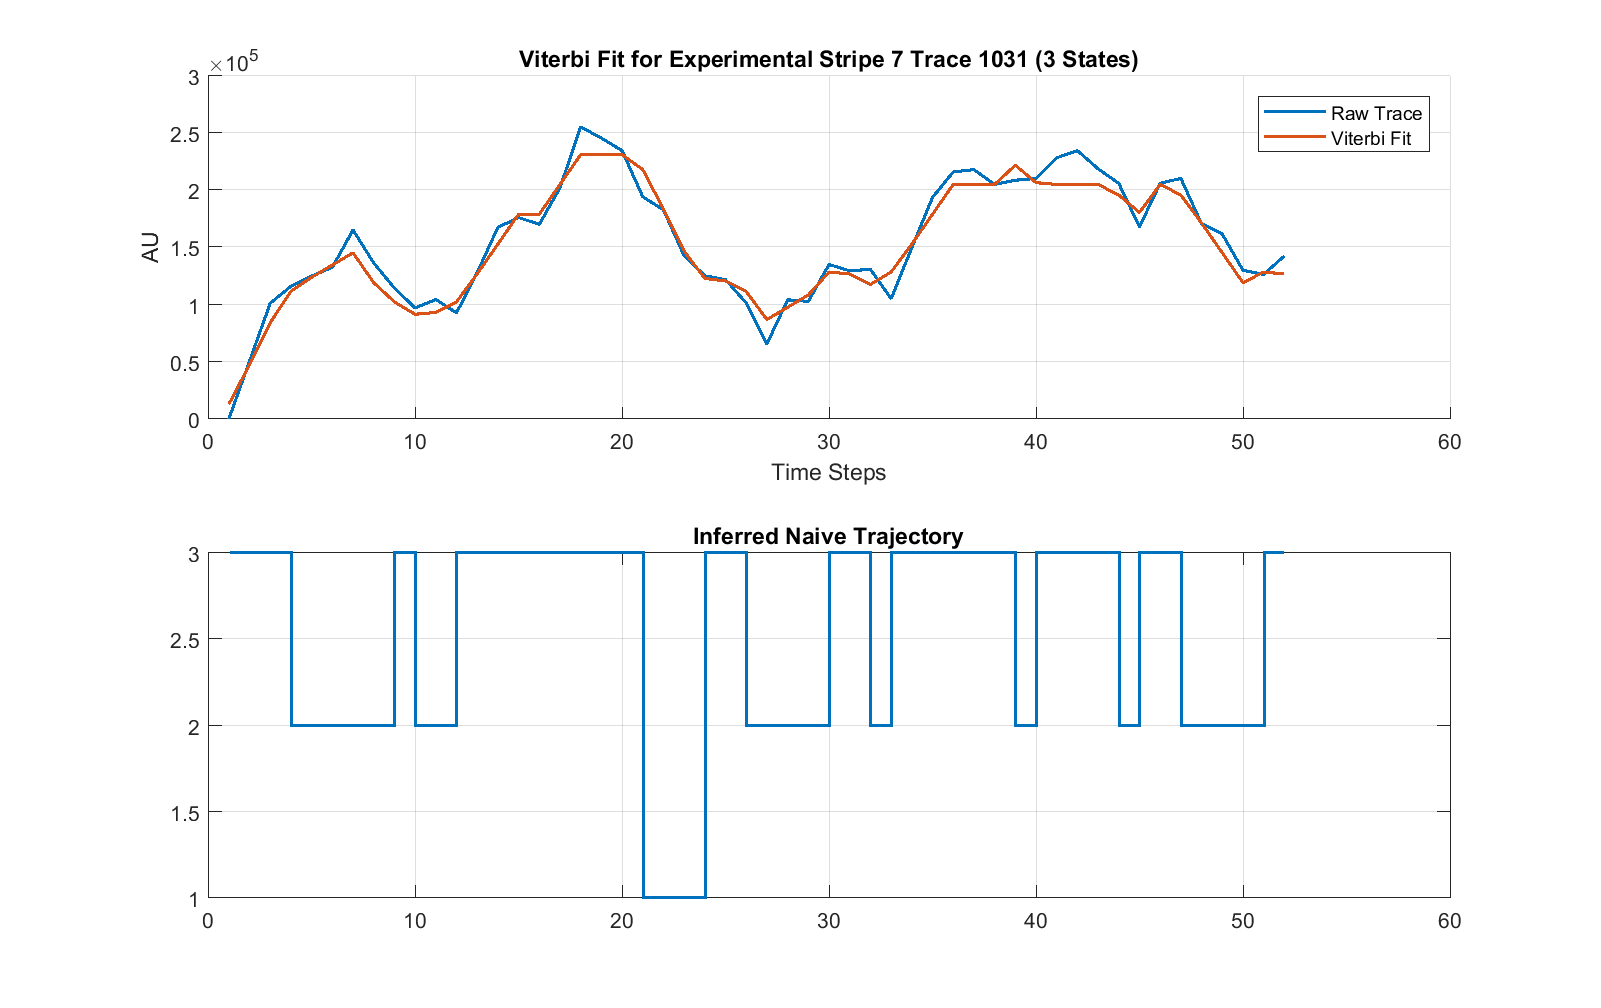 Viterbi Fit for Experimental Stripe 7 Trace 1031 (3 States)
×10^5
3
2.5
2
1.5
1
0.5
0
AU
Raw Trace
Viterbi Fit
0 10 20 30 40 50 60
Time Steps
Inferred Naive Trajectory
3
2.5
2
1.5
1
0 10 20 30 40 50 60